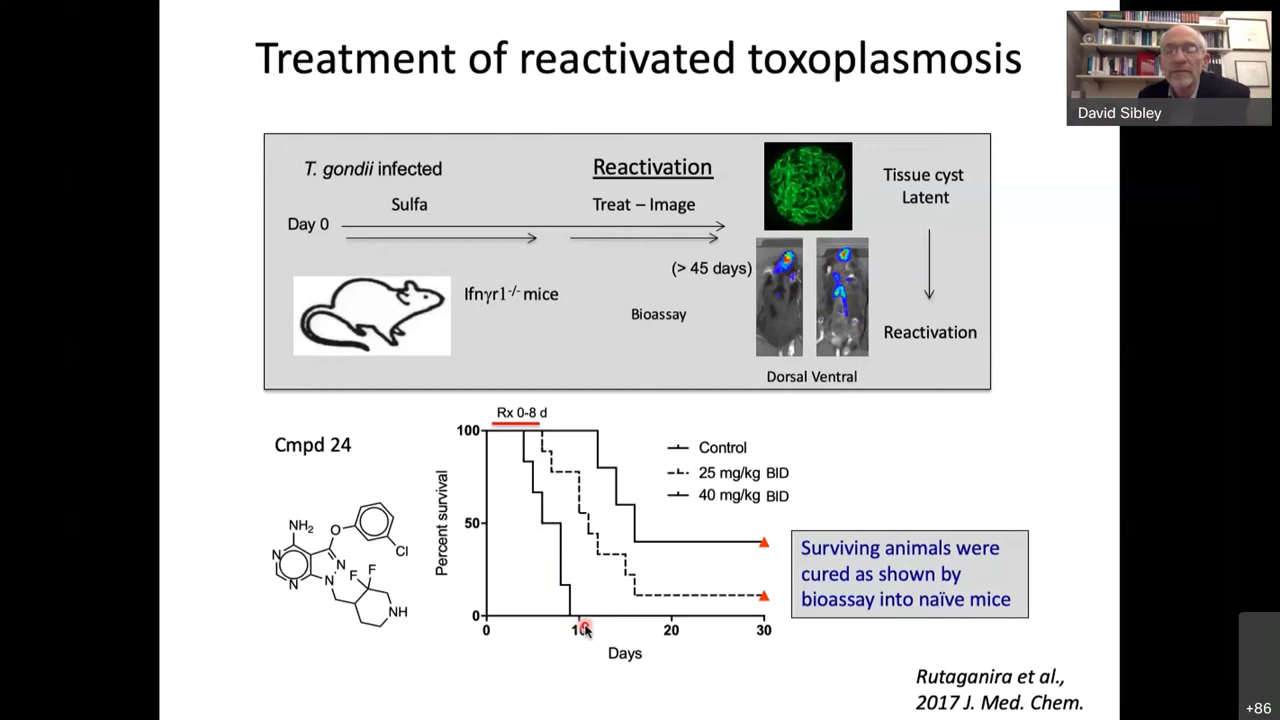 Treatment of reactivated toxoplasmosis
David Sibley
T. gondii infected
Reactivation
Sulfa
Treat – Image
Day 0
(> 45 days)
Ifnγr1-/- mice
Bioassay
Tissue cyst
Latent
Reactivation
Dorsal Ventral
Cmpd 24
NH2
O
Cl
N
N
N
N
F
F
NH
Rx 0-8 d
100
50
0
Percent survival
0
10
20
30
Days
Control
25 mg/kg BID
40 mg/kg BID
Surviving animals were
cured as shown by
bioassay into naïve mice
Rutaganira et al.,
2017 J. Med. Chem.
+86